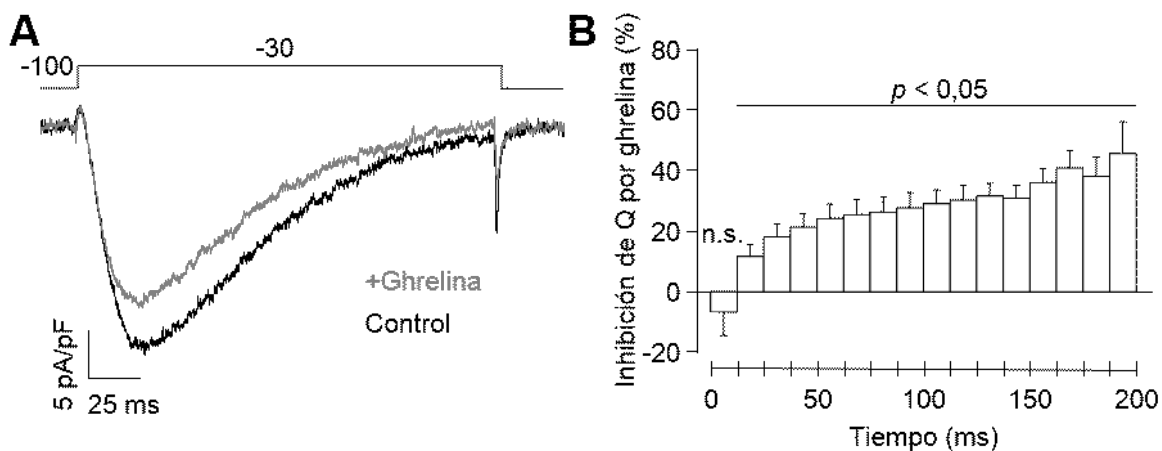 A
-30
-100
+Ghrelina
Control
5 pA/pF
25 ms
B
Inhibición de Q por ghrelina (%)
80
60
40
20
0
-20
p < 0,05
n.s.
0 50 100 150 200
Tiempo (ms)